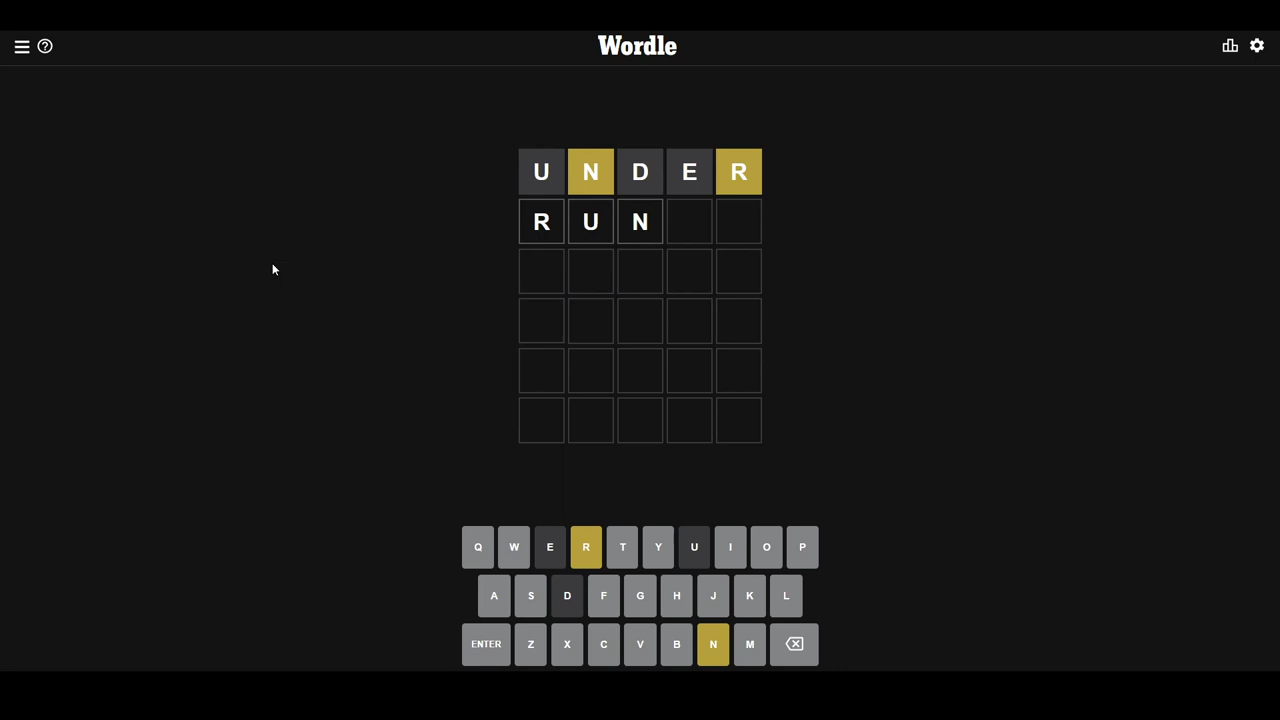 Wordle
U N D E R
R U N
Q W E R T Y U I O P
A S D F G H J K L
ENTER Z X C V B N M